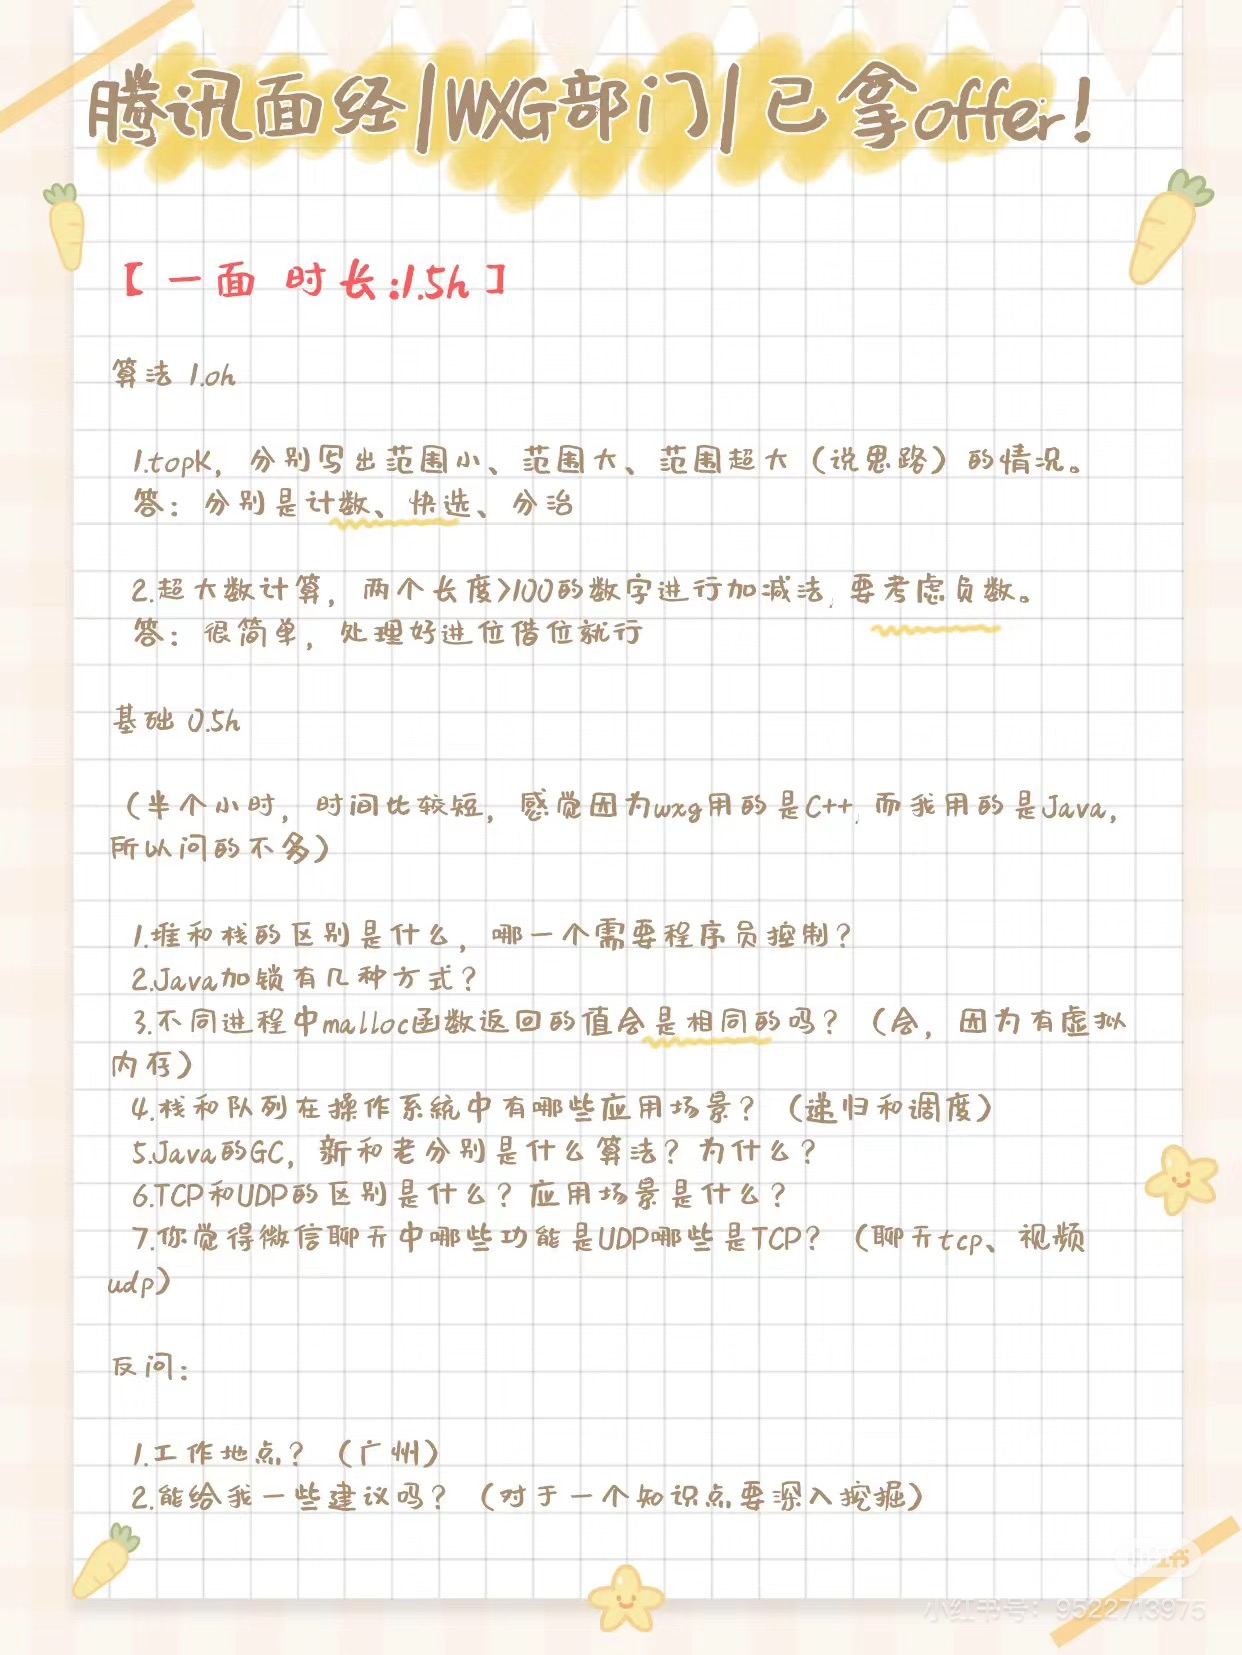 腾讯面经|WXG部门|已拿offer!
【一面 时长:1.5h】
算法 1.0h
1.topK，分别写出范围小、范围大、范围超大（说思路）的情况。
答：分别是计数、快选、分治
2.超大数计算，两个长度>100的数字进行加减法，要考虑负数。
答：很简单，处理好进位借位就行
基础 0.5h
（半个小时，时间比较短，感觉因为wxg用的是C++，而我用的是Java，
所以问的不多）
1.堆和栈的区别是什么，哪一个需要程序员控制？
2.Java加锁有几种方式？
3.不同进程中malloc函数返回的值会是相同的吗？（会，因为有虚拟
内存）
4.栈和队列在操作系统中有哪些应用场景？（递归和调度）
5.Java的GC，新和老分别是什么算法？为什么？
6.TCP和UDP的区别是什么？应用场景是什么？
7.你觉得微信聊天中哪些功能是UDP哪些是TCP？（聊天tcp、视频
udp）
反问：
1.工作地点？（广州）
2.能给我一些建议吗？（对于一个知识点要深入挖掘）
小红书
小红书号：9522713975